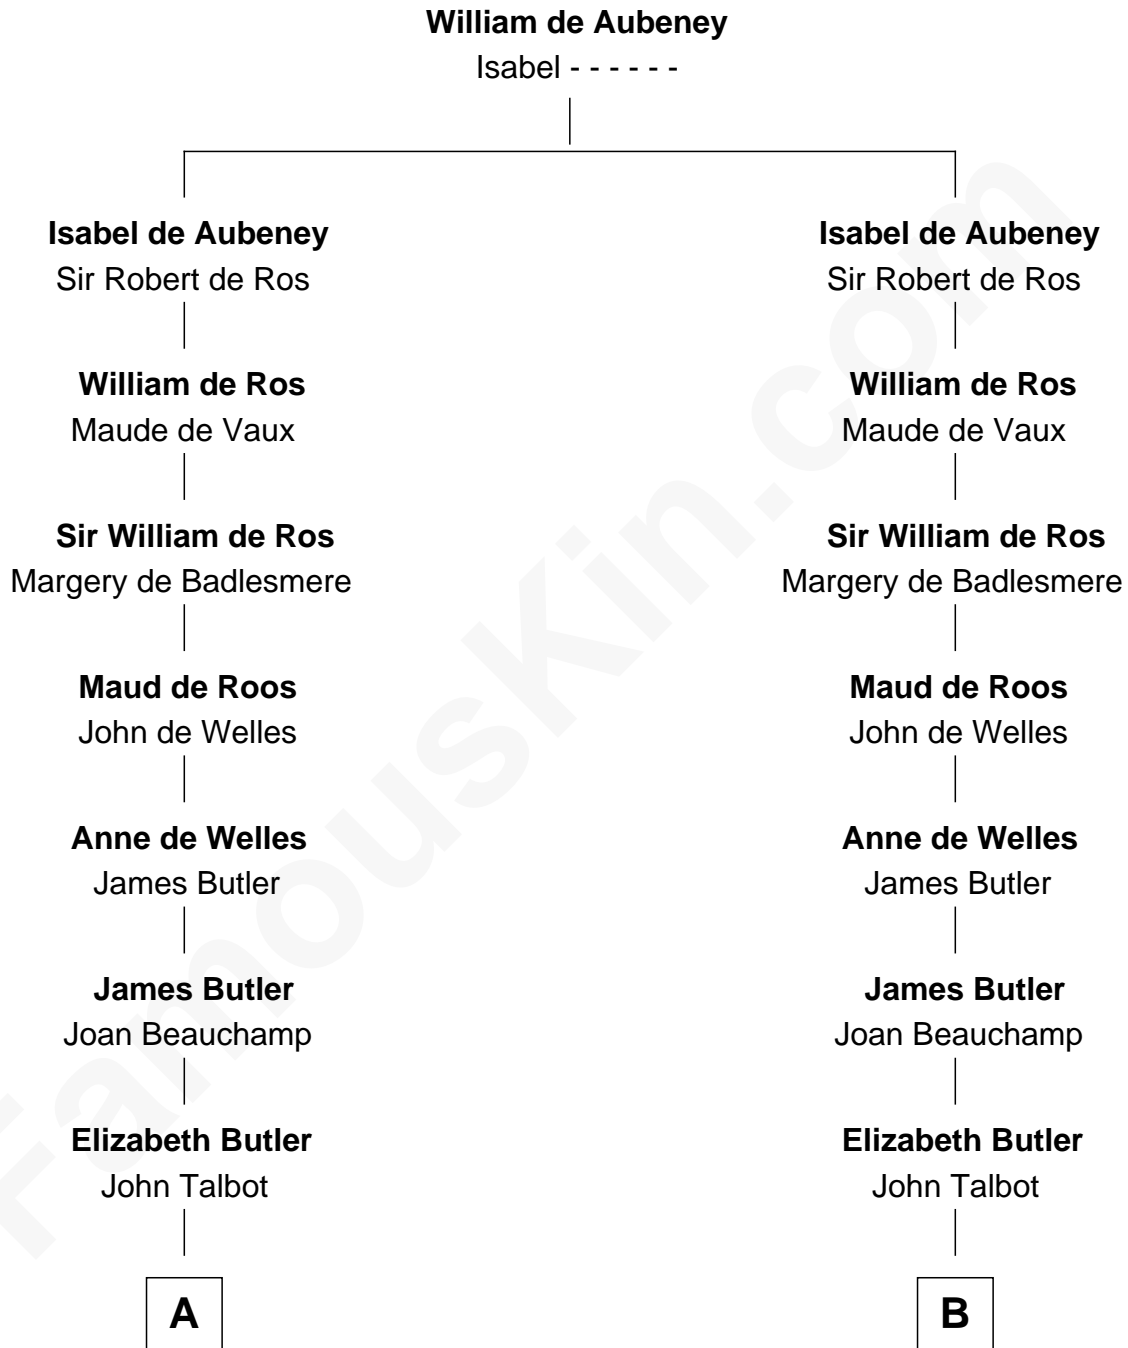 William de Aubeney
Isabel - - - - - -
Isabel de Aubeney
Sir Robert de Ros
William de Ros
Maude de Vaux
Sir William de Ros
Margery de Badlesmere
Maud de Roos
John de Welles
Anne de Welles
James Butler
James Butler
Joan Beauchamp
Elizabeth Butler
John Talbot
A
Isabel de Aubeney
Sir Robert de Ros
William de Ros
Maude de Vaux
Sir William de Ros
Margery de Badlesmere
Maud de Roos
John de Welles
Anne de Welles
James Butler
James Butler
Joan Beauchamp
Elizabeth Butler
John Talbot
B
FamousKin.com